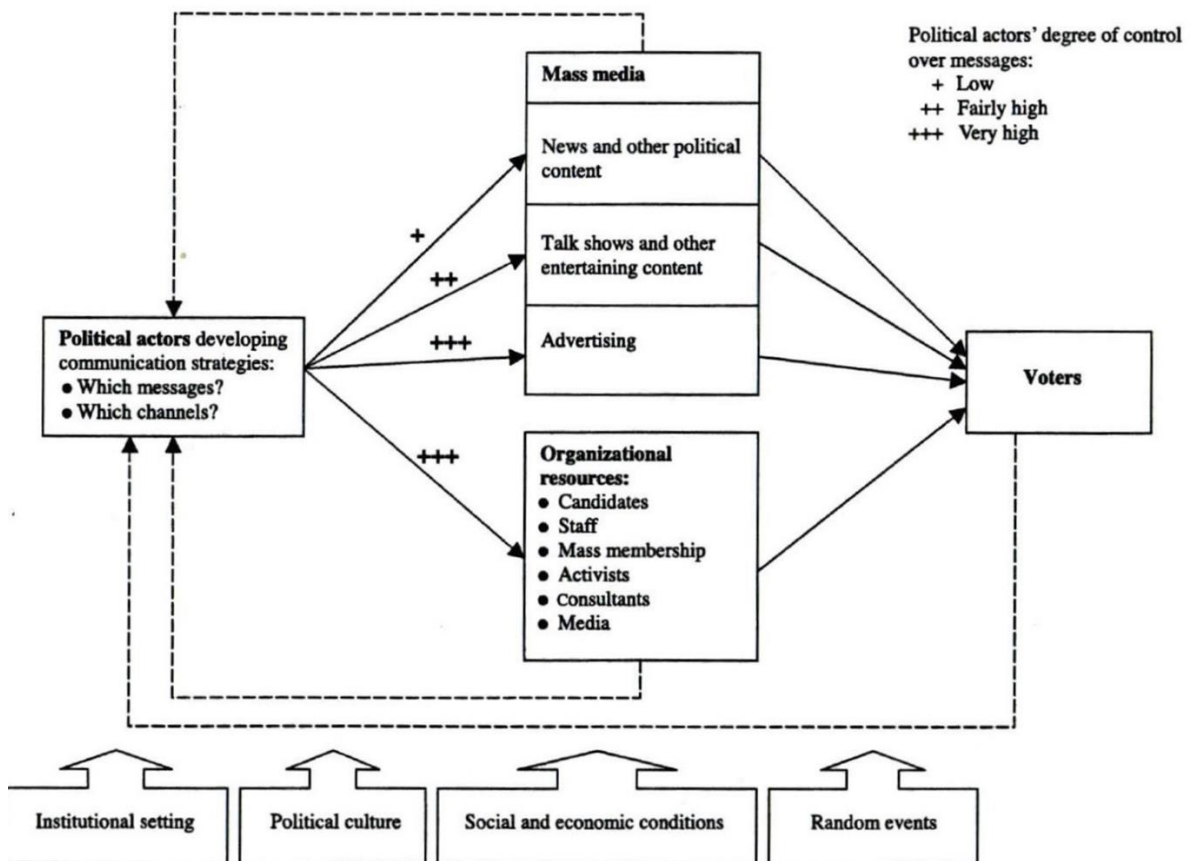 Political actors' degree of control
over messages:
+ Low
++ Fairly high
+++ Very high
Mass media
News and other political
content
Talk shows and other
entertaining content
Advertising
+
++
+++
+++
Political actors developing
communication strategies:
● Which messages?
● Which channels?
Voters
Organizational
resources:
● Candidates
● Staff
● Mass membership
● Activists
● Consultants
● Media
Institutional setting
Political culture
Social and economic conditions
Random events